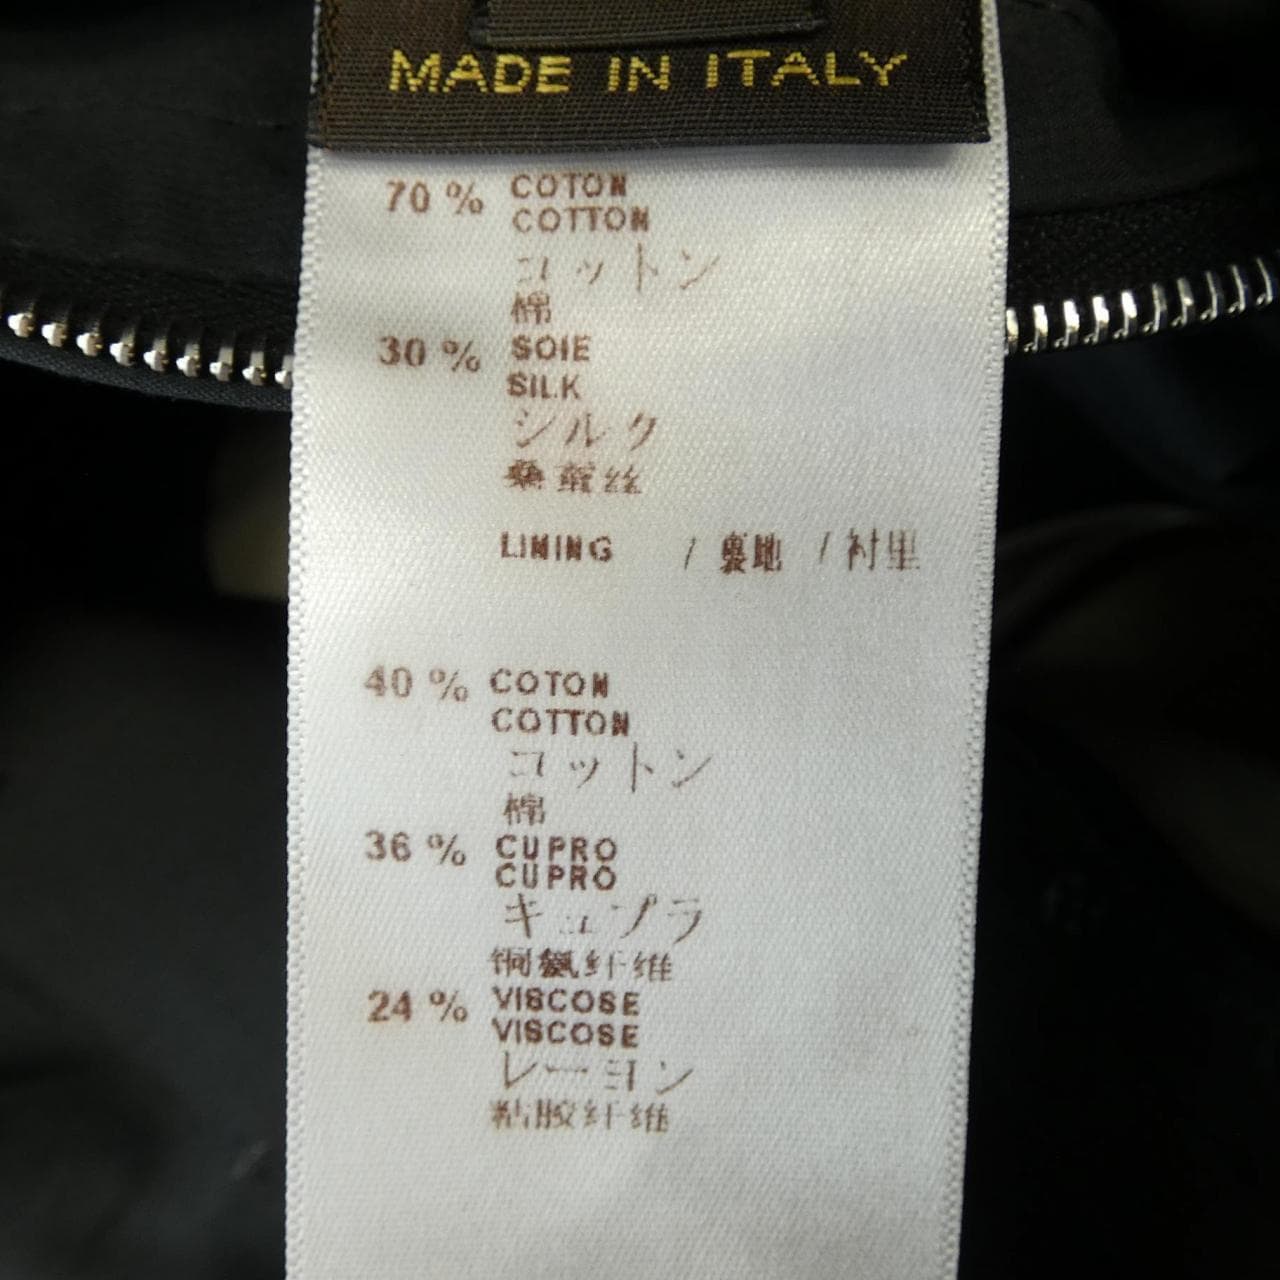 MADE IN ITALY
70 % COTON
COTTON
コットン
棉
30 % SOIE
SILK
シルク
桑蚕丝
LINING / 裏地 / 衬里
40 % COTON
COTTON
コットン
棉
36 % CUPRO
CUPRO
キュプラ
铜氨纤维
24 % VISCOSE
VISCOSE
レーヨン
粘胶纤维